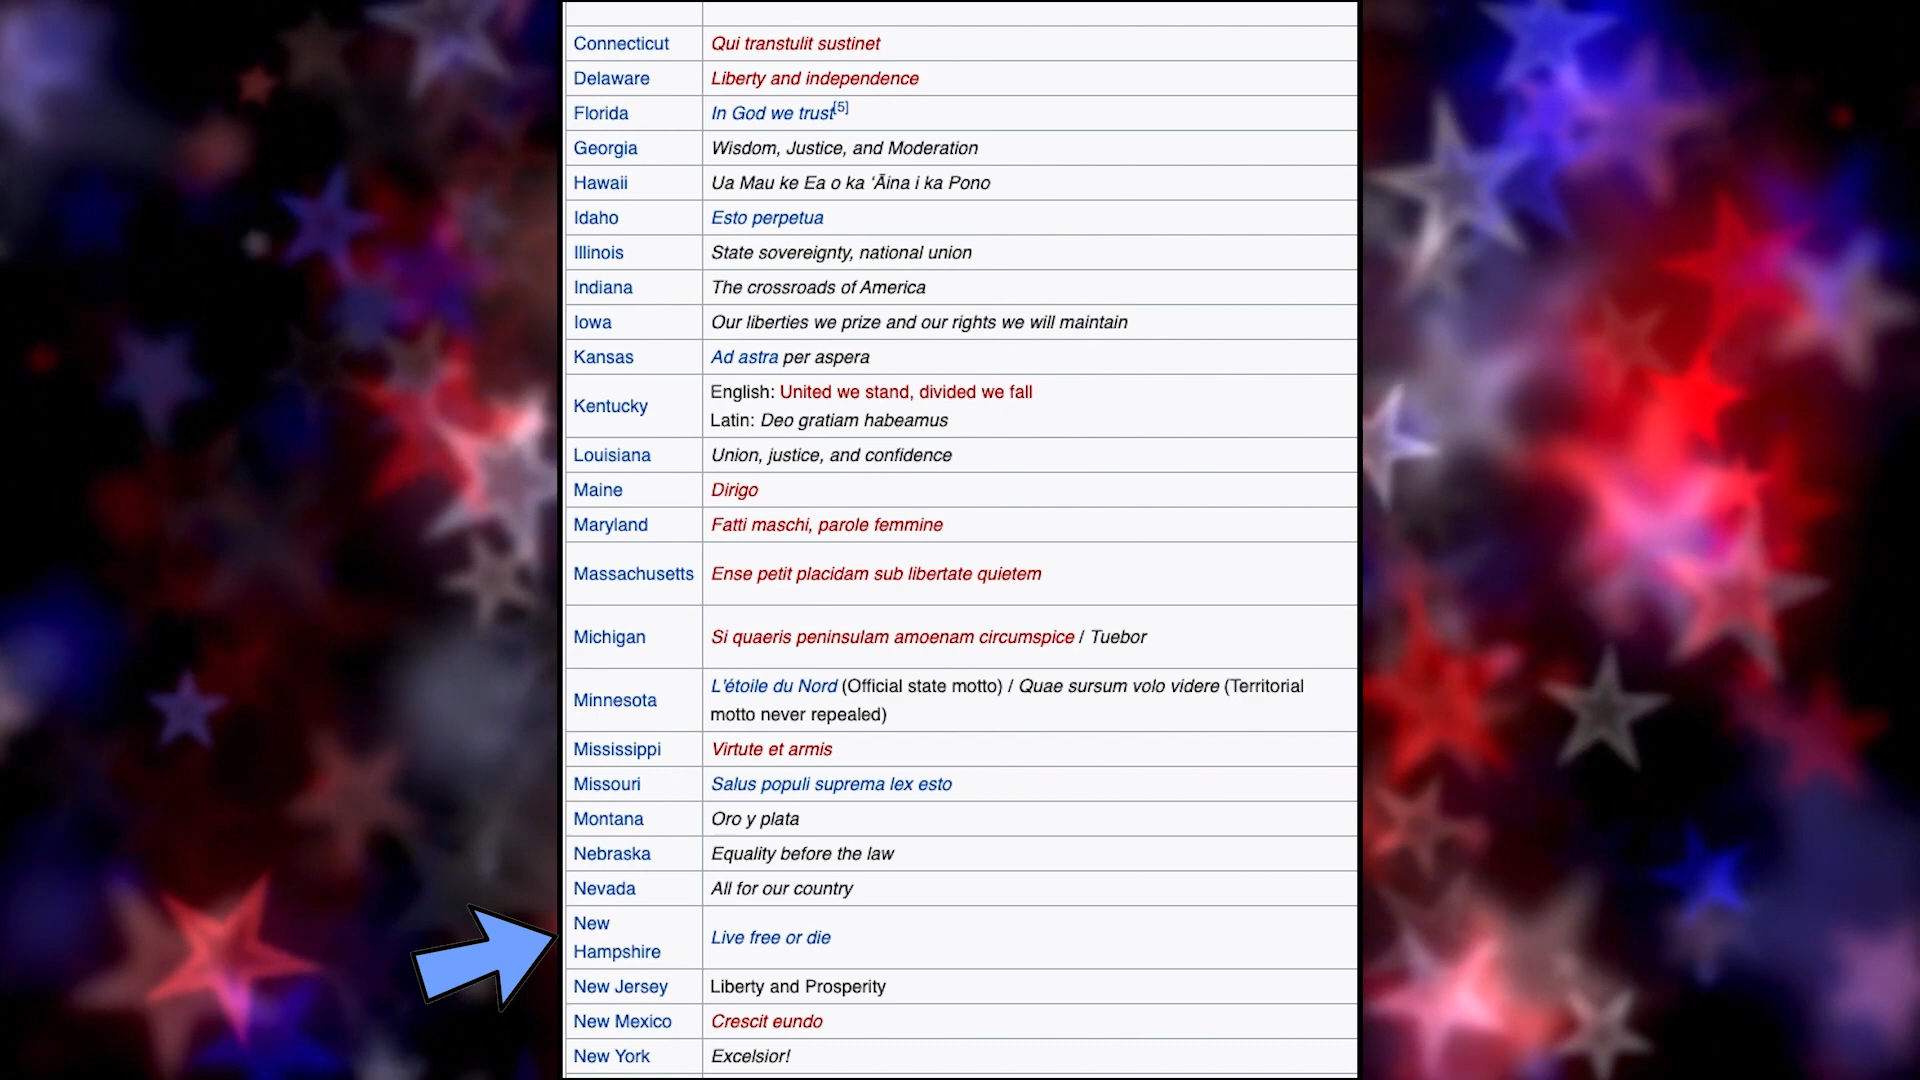 Connecticut Qui transtulit sustinet
Delaware Liberty and independence
Florida In God we trust[5]
Georgia Wisdom, Justice, and Moderation
Hawaii Ua Mau ke Ea o ka ʻĀina i ka Pono
Idaho Esto perpetua
Illinois State sovereignty, national union
Indiana The crossroads of America
Iowa Our liberties we prize and our rights we will maintain
Kansas Ad astra per aspera
Kentucky
English: United we stand, divided we fall
Latin: Deo gratiam habeamus
Louisiana Union, justice, and confidence
Maine Dirigo
Maryland Fatti maschi, parole femmine
Massachusetts Ense petit placidam sub libertate quietem
Michigan Si quaeris peninsulam amoenam circumspice / Tuebor
Minnesota
L'étoile du Nord (Official state motto) / Quae sursum volo videre (Territorial
motto never repealed)
Mississippi Virtute et armis
Missouri Salus populi suprema lex esto
Montana Oro y plata
Nebraska Equality before the law
Nevada All for our country
New
Hampshire
Live free or die
New Jersey Liberty and Prosperity
New Mexico Crescit eundo
New York Excelsior!